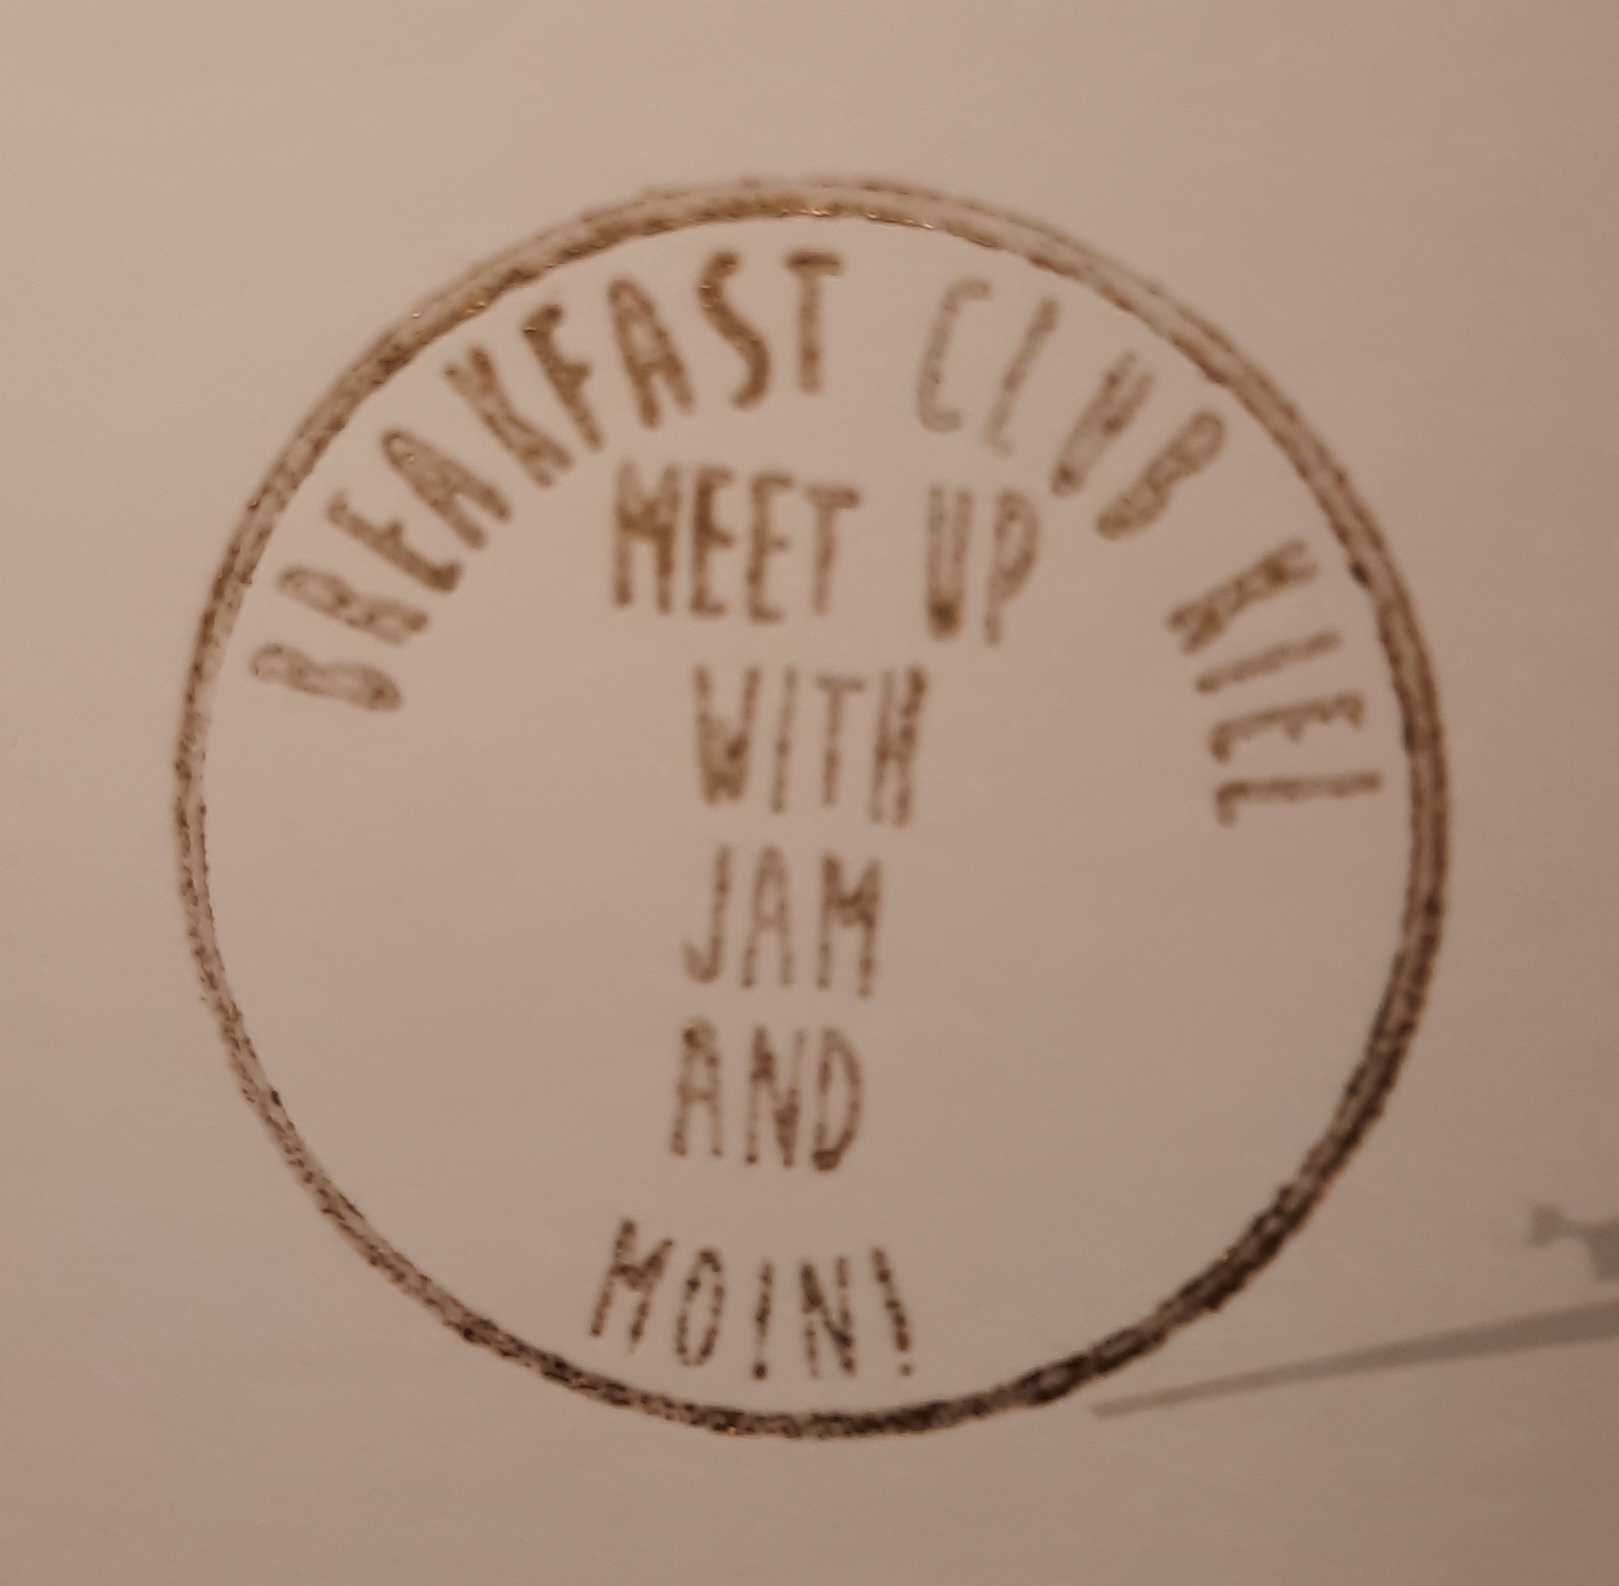 BREAKFAST CLUB KIEL
MEET UP
WITH
JAM
AND
MOIN!